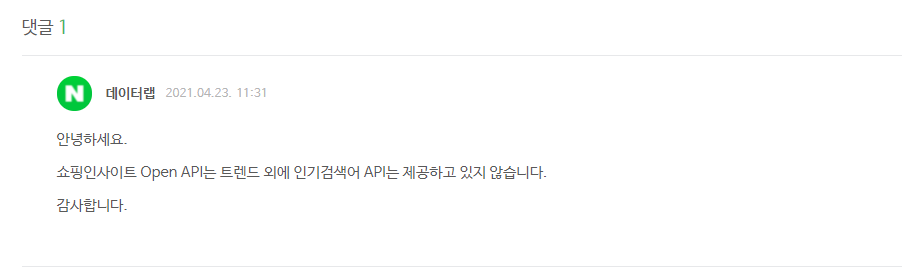 댓글 1
N 데이터랩 2021.04.23. 11:31
안녕하세요.
쇼핑인사이트 Open API는 트렌드 외에 인기검색어 API는 제공하고 있지 않습니다.
감사합니다.